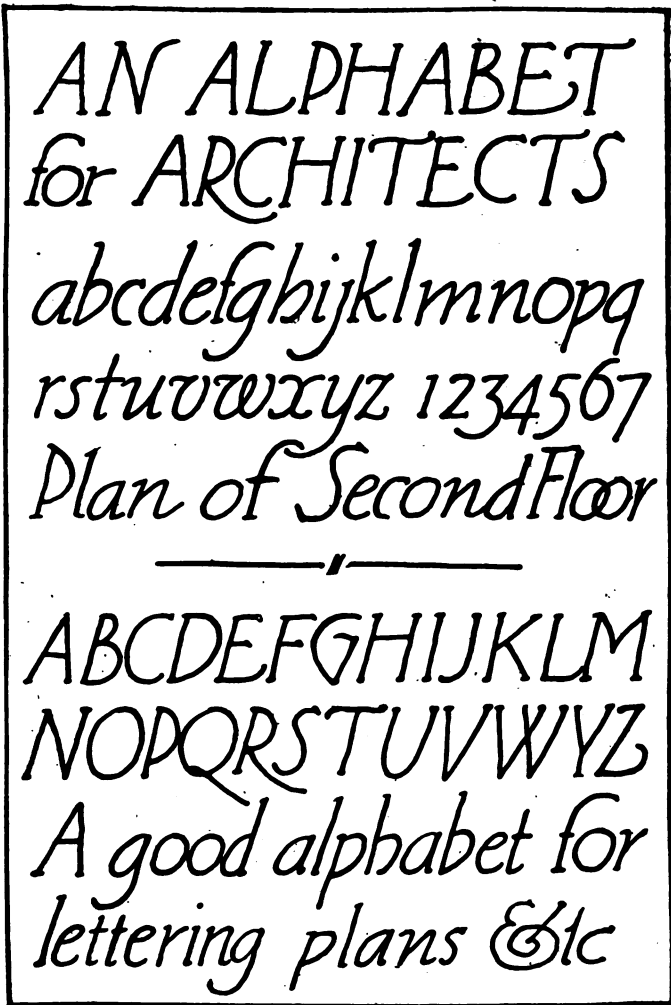 AN ALPHABET
for ARCHITECTS
abcdefghijklmnopq
rstuvwxyz 1234567
Plan of Second Floor
ABCDEFGHIJKLM
NOPQRSTUVWYZ
A good alphabet for
lettering plans &tc